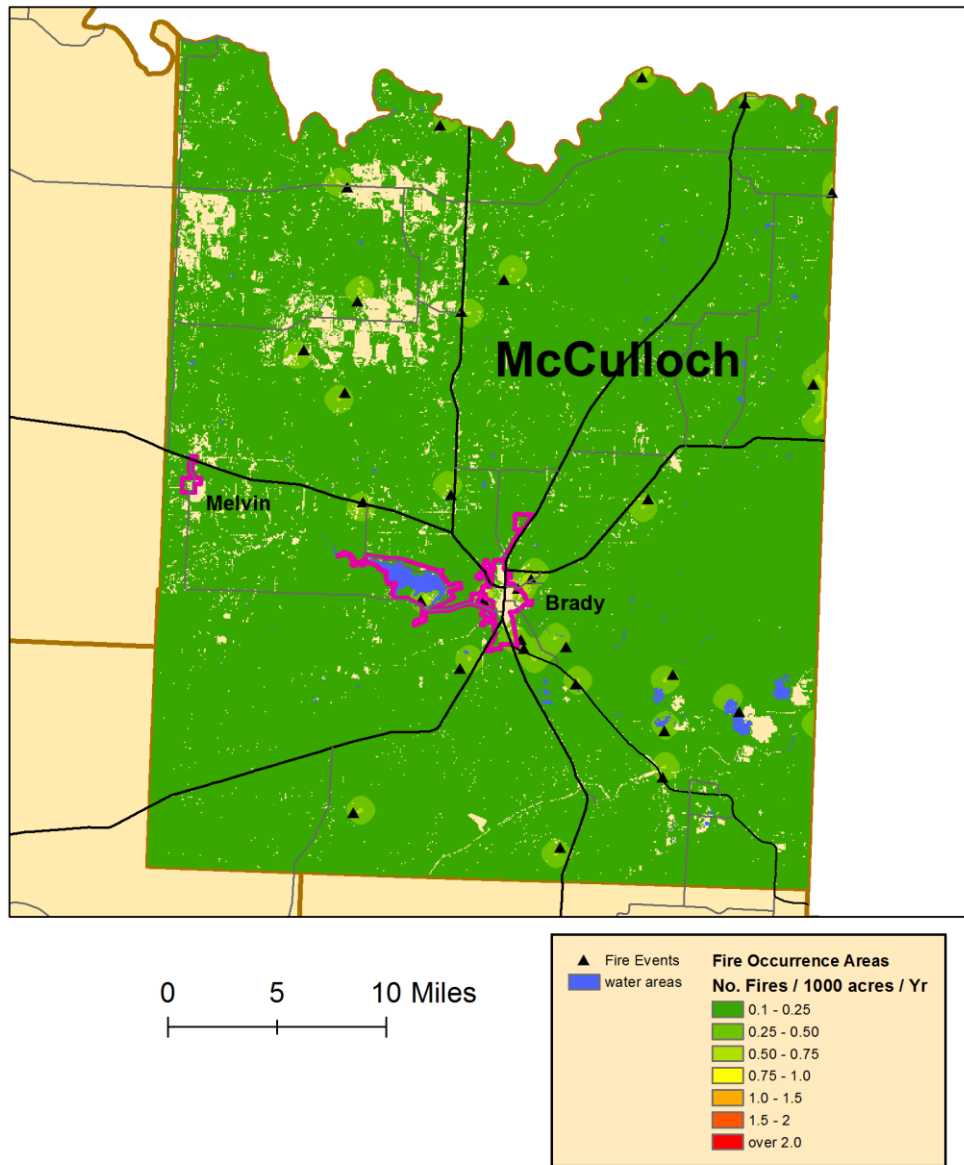 McCulloch
Melvin
Brady
0 5 10 Miles
Fire Events
water areas
Fire Occurrence Areas
No. Fires / 1000 acres / Yr
0.1 - 0.25
0.25 - 0.50
0.50 - 0.75
0.75 - 1.0
1.0 - 1.5
1.5 - 2
over 2.0